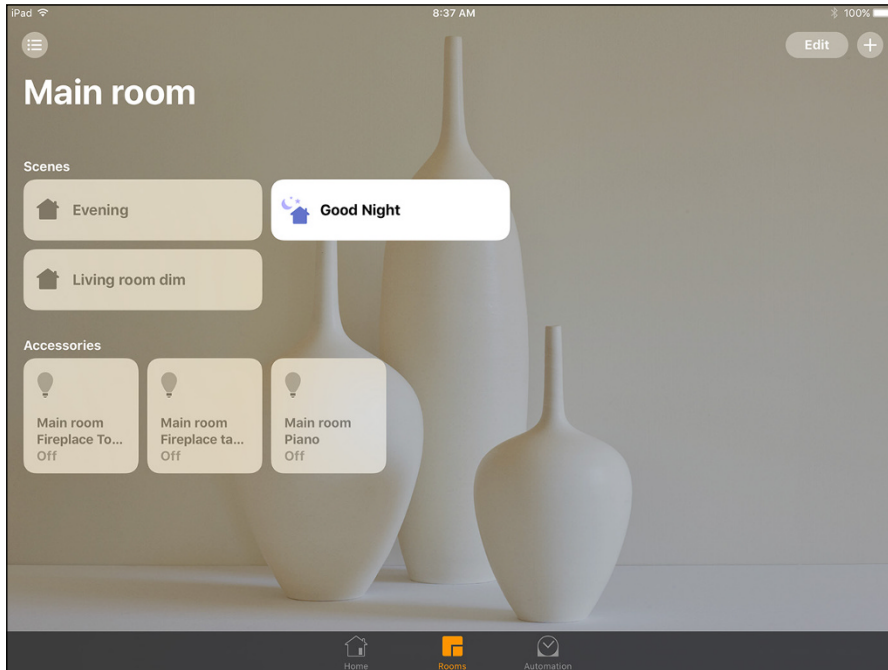 iPad
8:37 AM
100%
Edit
Main room
Scenes
Evening
Good Night
Living room dim
Accessories
Main room
Fireplace To...
Off
Main room
Fireplace ta...
Off
Main room
Piano
Off
Home
Rooms
Automation